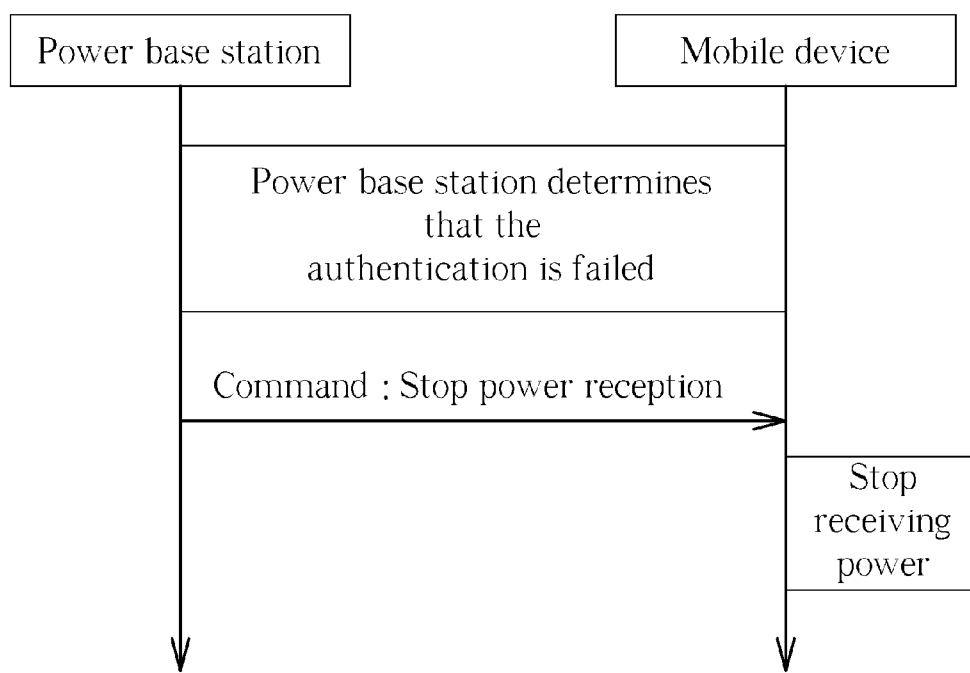 Power base station
Mobile device
Power base station determines
that the
authentication is failed
Command : Stop power reception
Stop
receiving
power